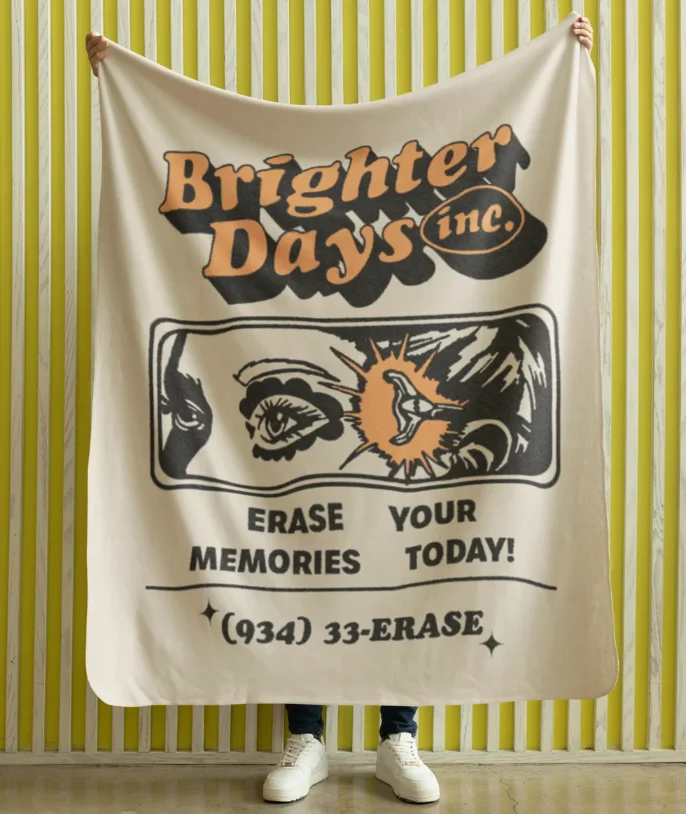 Brighter
Days inc.
ERASE YOUR
MEMORIES TODAY!
(934) 33-ERASE